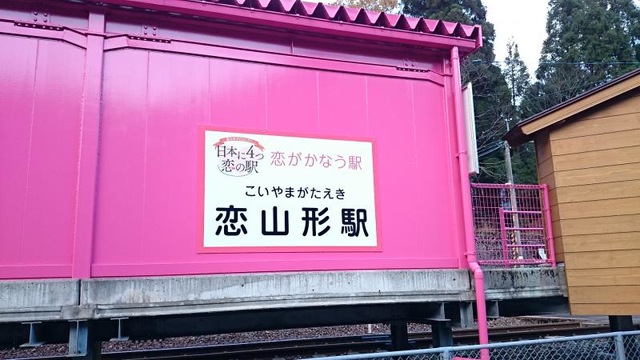 日本に4つ
恋の駅
恋がかなう駅
こいやまがたえき
恋山形駅